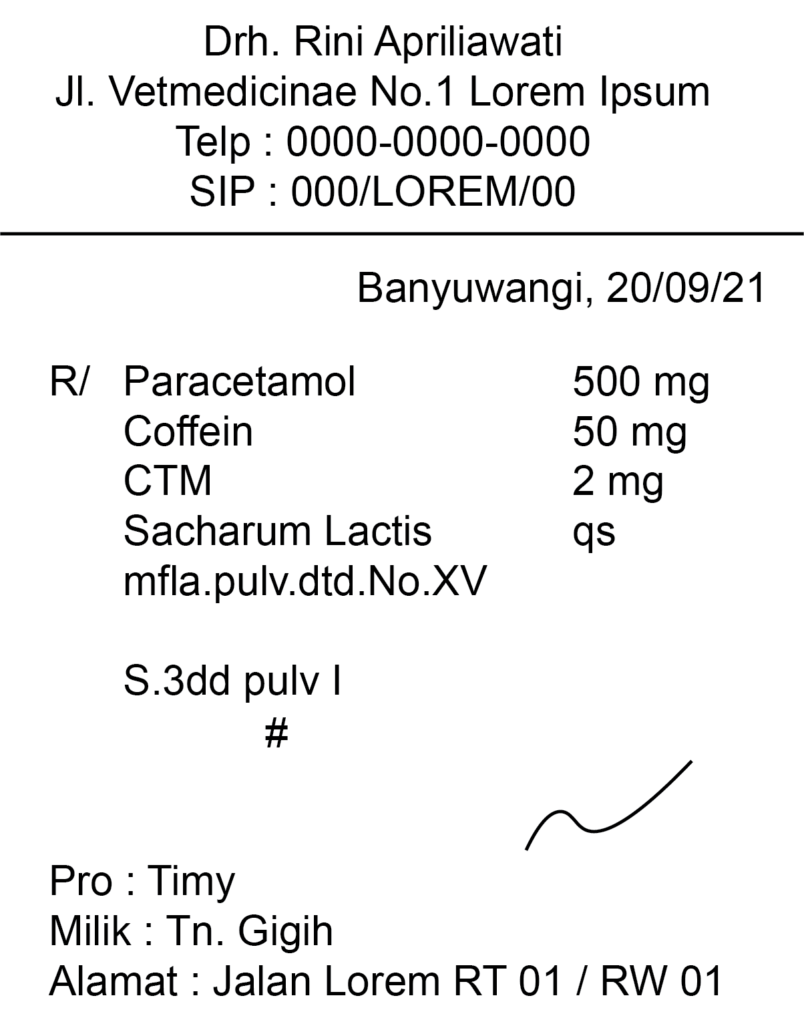 Drh. Rini Apriliawati
Jl. Vetmedicinae No.1 Lorem Ipsum
Telp : 0000-0000-0000
SIP : 000/LOREM/00
Banyuwangi, 20/09/21
R/ Paracetamol 500 mg
Coffein 50 mg
CTM 2 mg
Sacharum Lactis qs
mfla.pulv.dtd.No.XV
S.3dd pulv I
#
Pro : Timy
Milik : Tn. Gigih
Alamat : Jalan Lorem RT 01 / RW 01